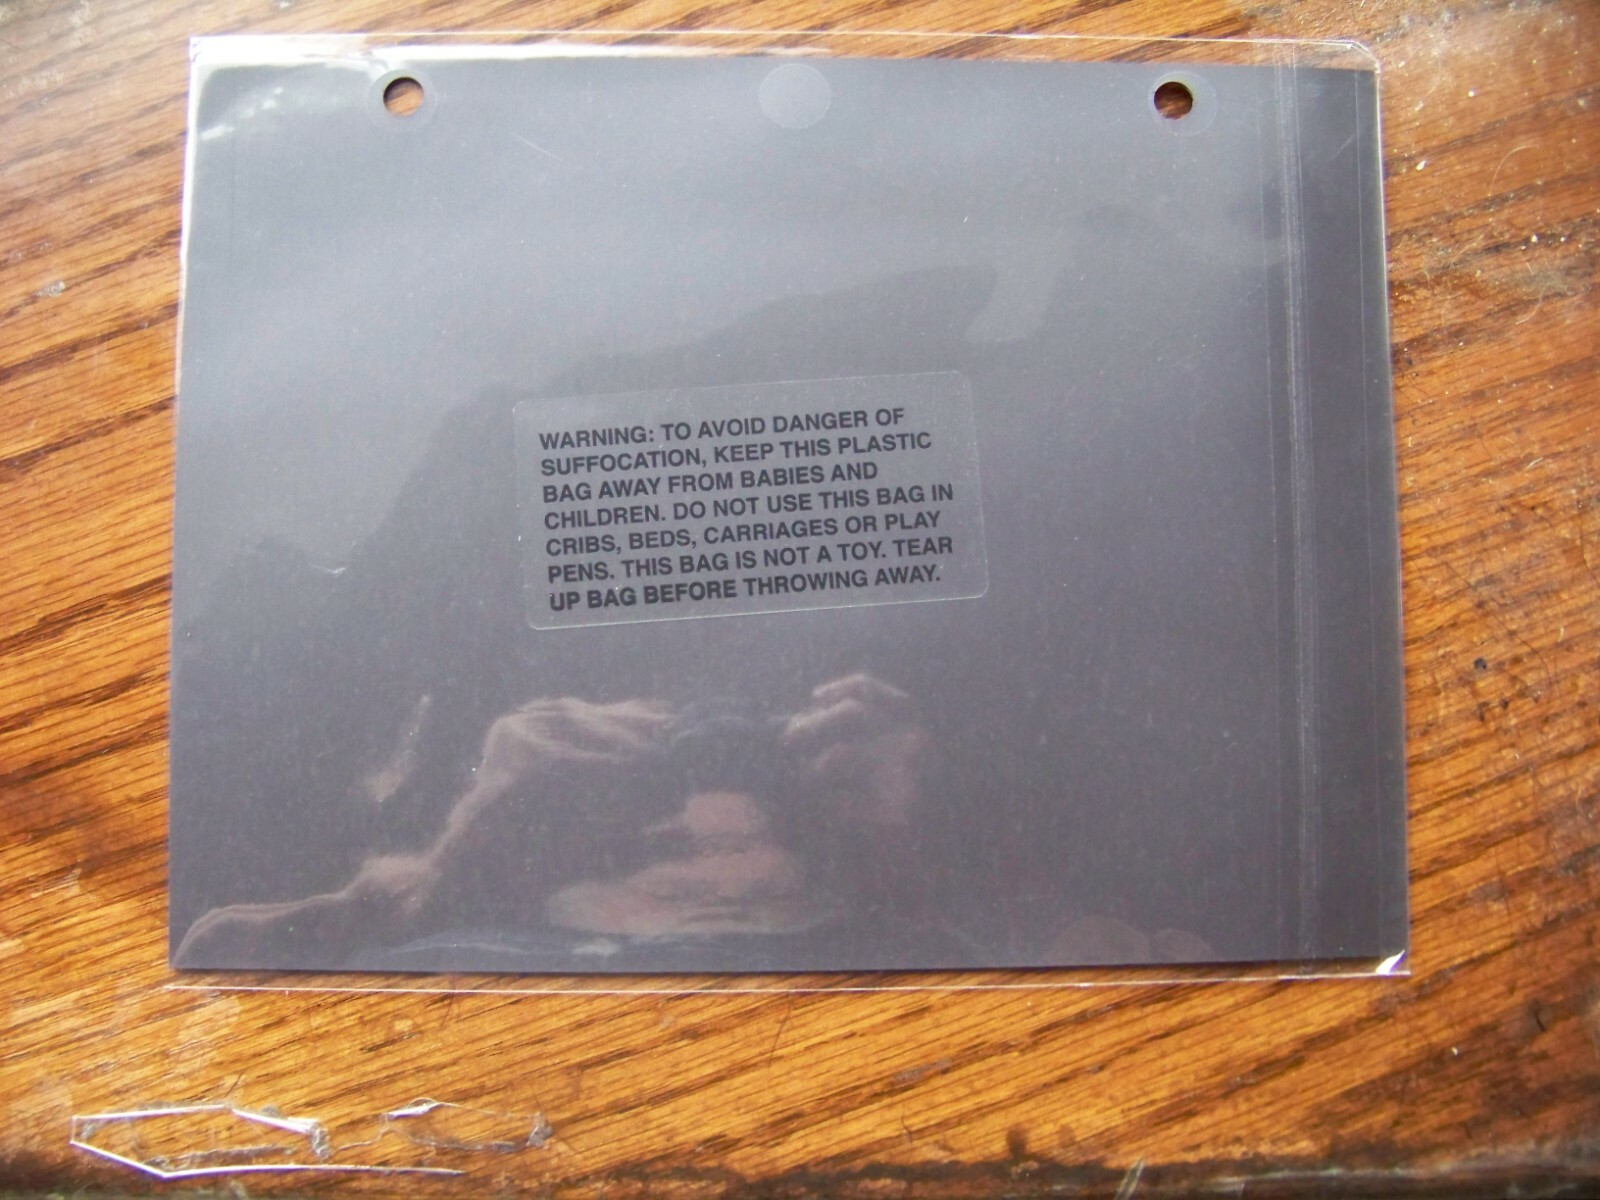 WARNING: TO AVOID DANGER OF
SUFFOCATION, KEEP THIS PLASTIC
BAG AWAY FROM BABIES AND
CHILDREN. DO NOT USE THIS BAG IN
CRIBS, BEDS, CARRIAGES OR PLAY
PENS. THIS BAG IS NOT A TOY. TEAR
UP BAG BEFORE THROWING AWAY.